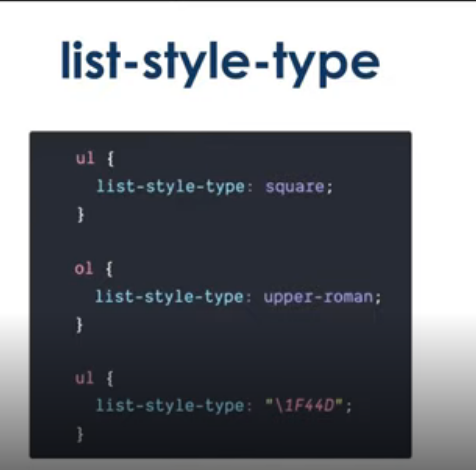 list-style-type
ul {
list-style-type: square;
}
ol {
list-style-type: upper-roman;
}
ul {
list-style-type: "\1F44D";
}